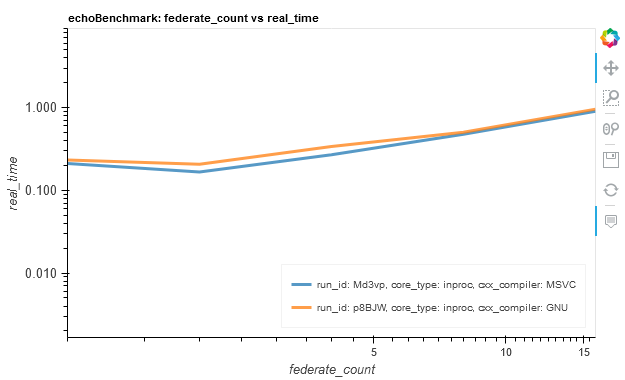 echoBenchmark: federate_count vs real_time
1.000
0.100
0.010
real_time
run_id: Md3vp, core_type: inproc, cxx_compiler: MSVC
run_id: p8BJW, core_type: inproc, cxx_compiler: GNU
5
10
15
federate_count